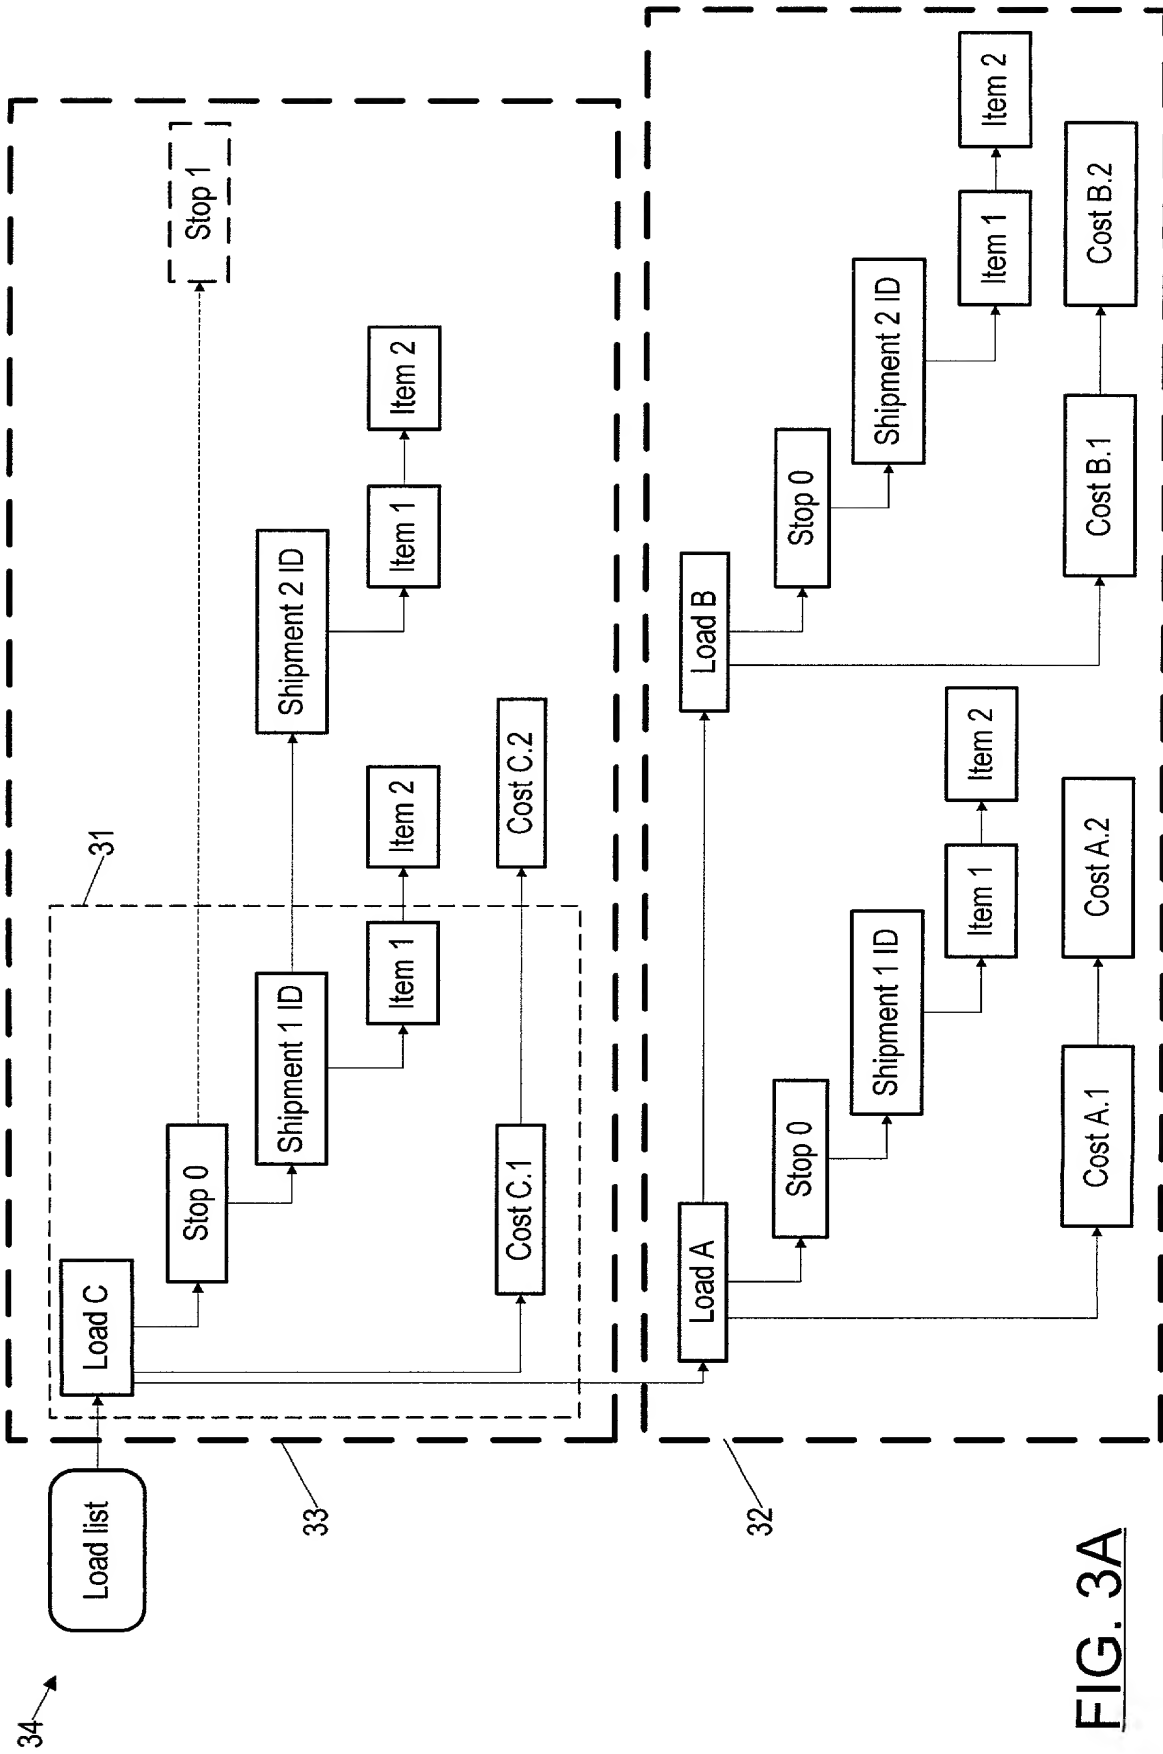 34
Load list
33
31
Load C
Stop 0
Stop 1
Shipment 1 ID
Shipment 2 ID
Item 1
Item 2
Item 1
Item 2
Cost C.1
Cost C.2
32
Load A
Load B
Stop 0
Stop 0
Shipment 1 ID
Shipment 2 ID
Item 1
Item 2
Item 1
Item 2
Cost A.1
Cost A.2
Cost B.1
Cost B.2
FIG. 3A